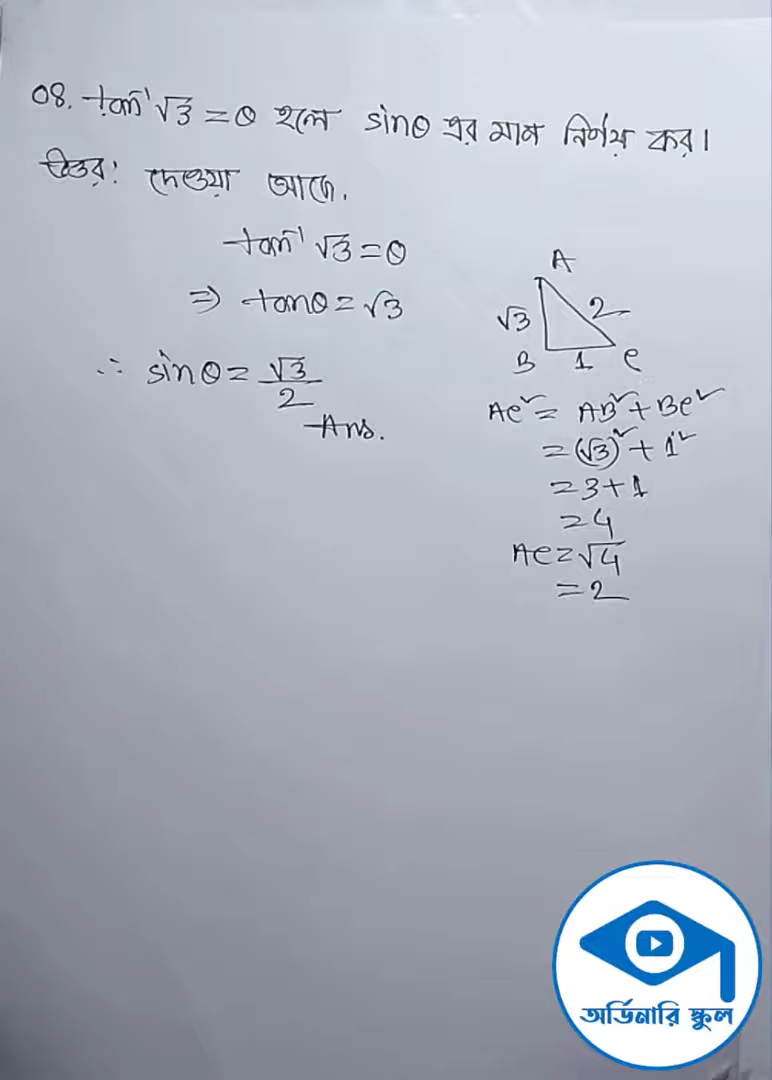 08. tan⁻¹√3 = θ হলে sinθ এর মান নির্ণয় কর।
উত্তর: দেওয়া আছে,
tan⁻¹√3 = θ
⇒ tanθ = √3
∴ sinθ = √3/2
Ans.
A
√3 2
B 1 C
AC² = AB² + BC²
= (√3)² + 1²
= 3+1
= 4
AC = √4
= 2
অর্ডিনারি স্কুল